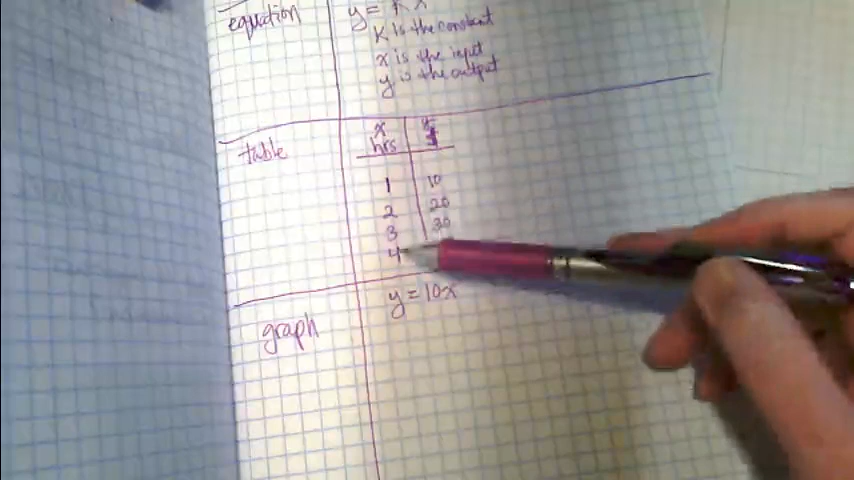 equation
y = K x
K is the constant
x is the input
y is the output
table
x
hrs
1 10
2 20
3 30
4
y = 10x
graph